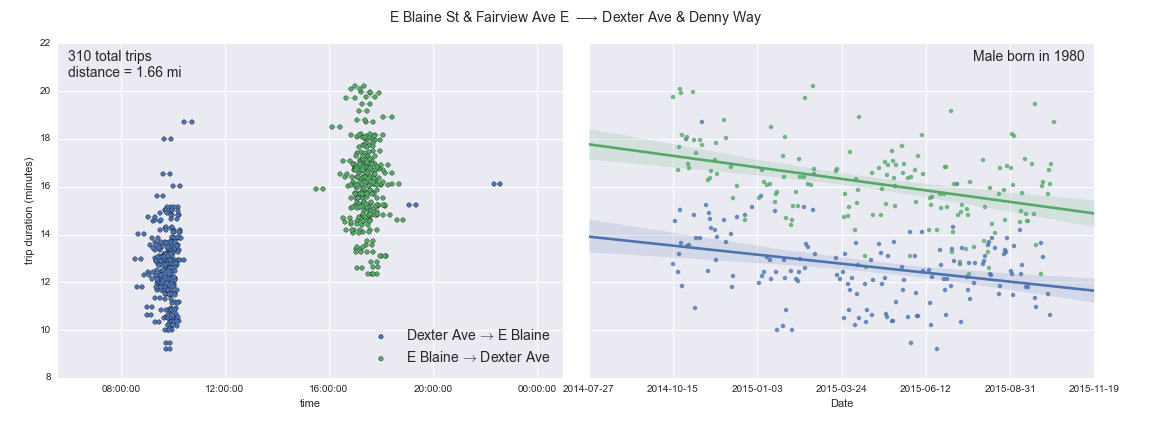 E Blaine St & Fairview Ave E ⟶ Dexter Ave & Denny Way
310 total trips
distance = 1.66 mi
Male born in 1980
trip duration (minutes)
22
20
18
16
14
12
10
8
Dexter Ave → E Blaine
E Blaine → Dexter Ave
08:00:00 12:00:00 16:00:00 20:00:00 00:00:00
time
2014-07-27 2014-10-15 2015-01-03 2015-03-24 2015-06-12 2015-08-31 2015-11-19
Date